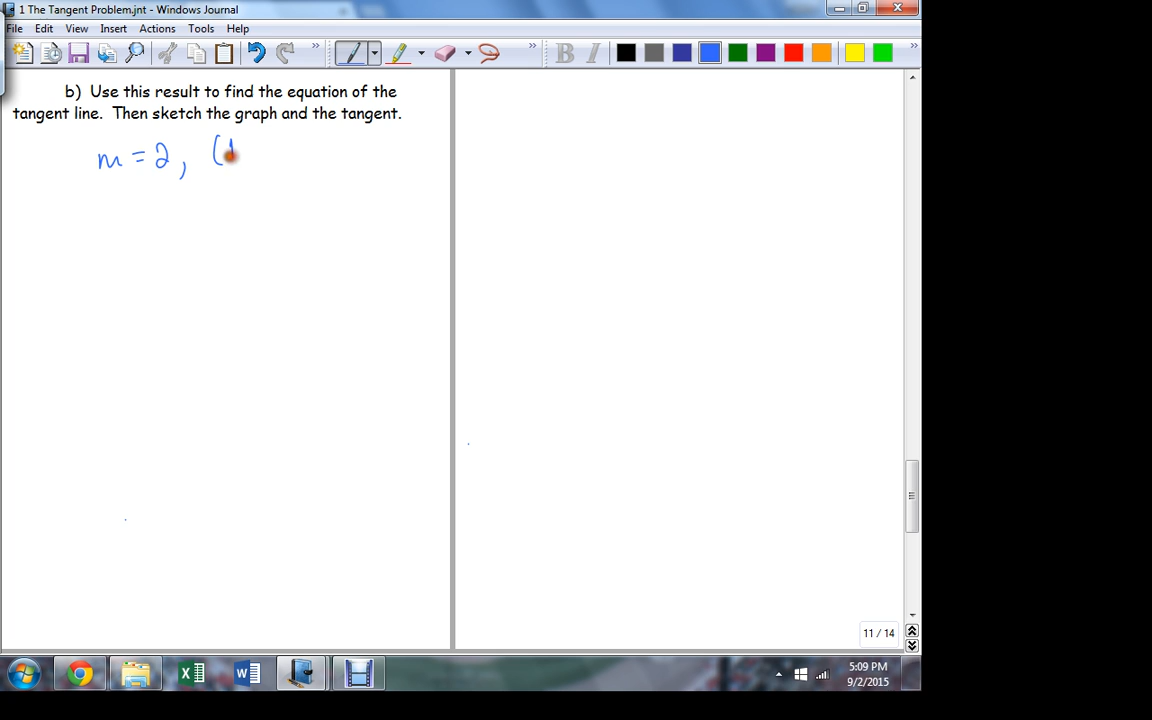 1 The Tangent Problem.jnt - Windows Journal
File Edit View Insert Actions Tools Help
b) Use this result to find the equation of the
tangent line. Then sketch the graph and the tangent.
m = 2, (1
11 / 14
5:09 PM
9/2/2015